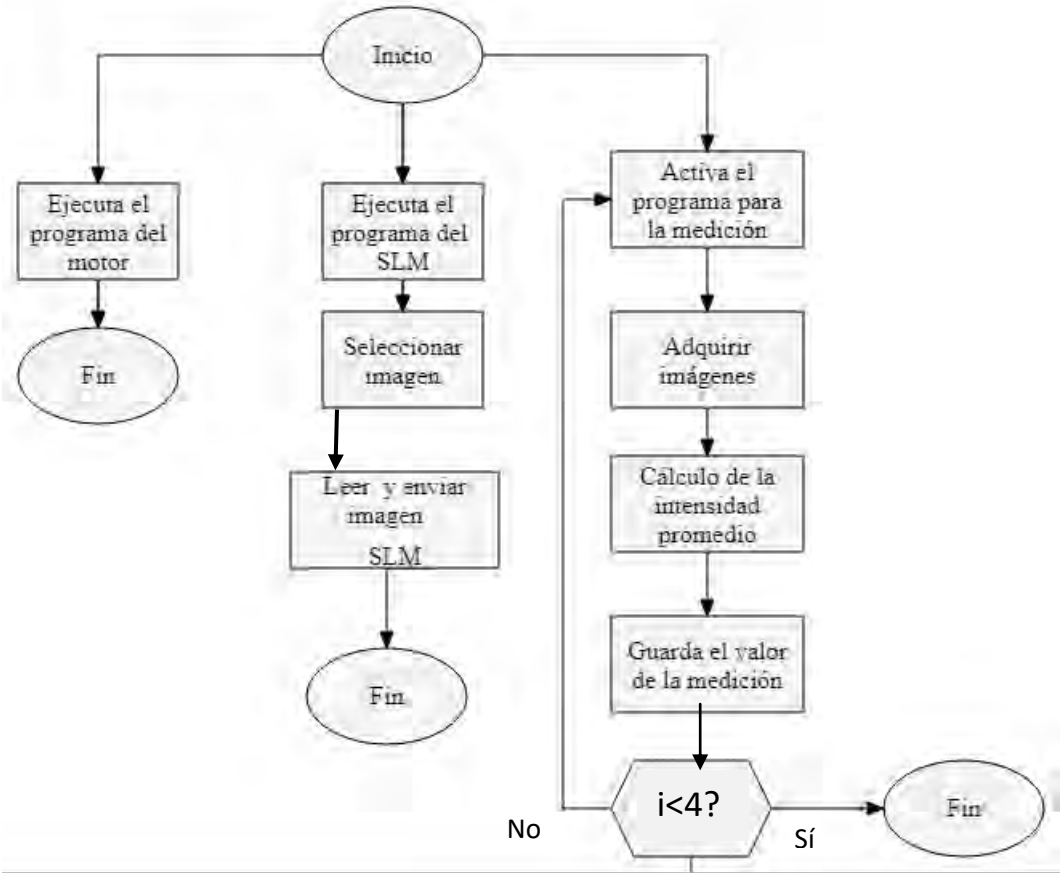 Inicio
Ejecuta el
programa del
motor
Fin
Ejecuta el
programa del
SLM
Seleccionar
imagen
Leer y enviar
imagen
SLM
Fin
Activa el
programa para
la medición
Adquirir
imágenes
Cálculo de la
intensidad
promedio
Guarda el valor
de la medición
i<4?
No
Sí
Fin